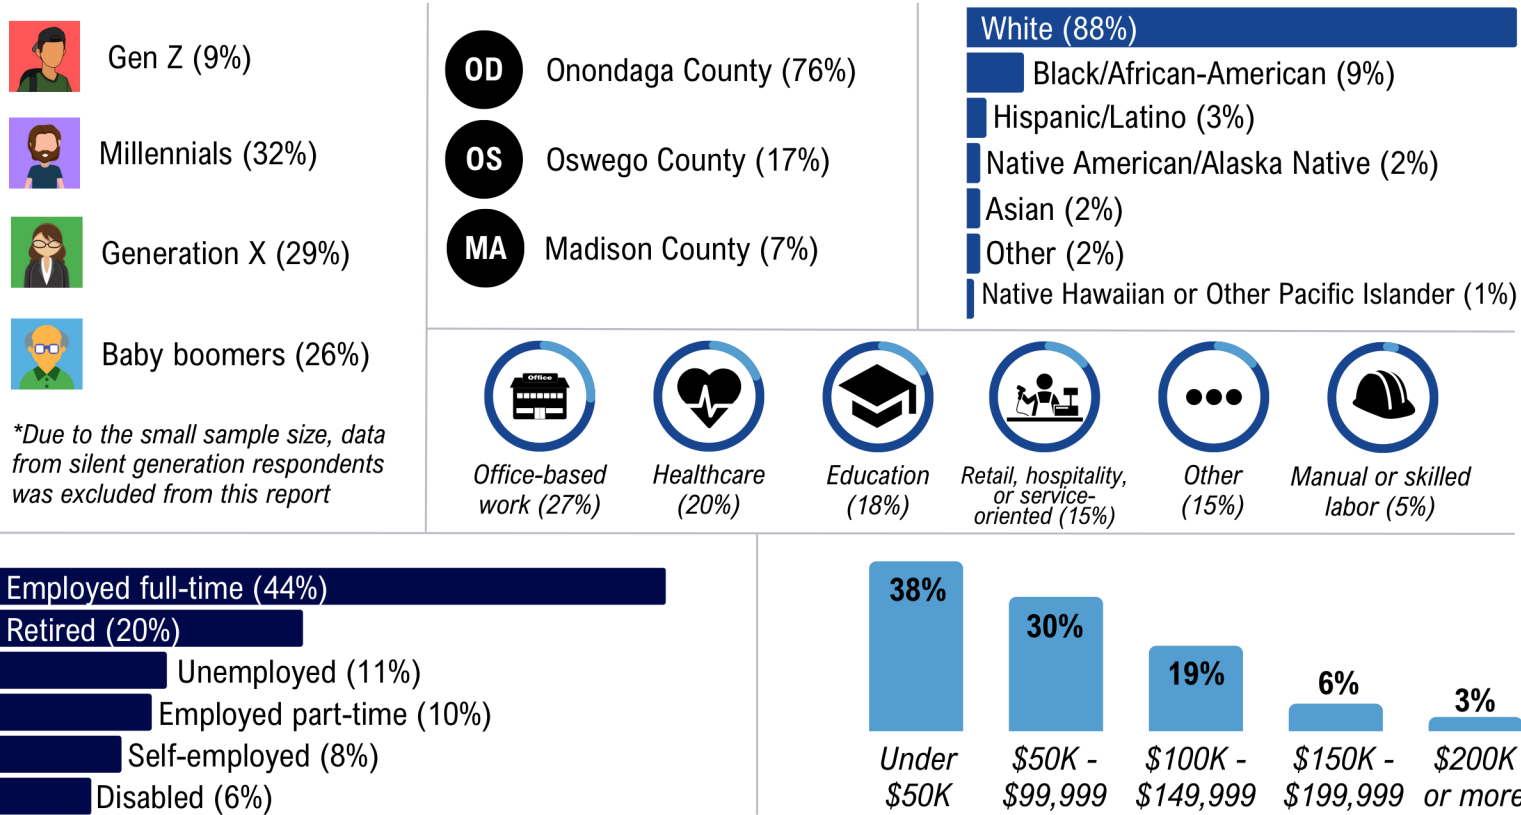 Gen Z (9%)
Millennials (32%)
Generation X (29%)
Baby boomers (26%)
*Due to the small sample size, data
from silent generation respondents
was excluded from this report
OD Onondaga County (76%)
OS Oswego County (17%)
MA Madison County (7%)
White (88%)
Black/African-American (9%)
Hispanic/Latino (3%)
Native American/Alaska Native (2%)
Asian (2%)
Other (2%)
Native Hawaiian or Other Pacific Islander (1%)
Office
Office-based
work (27%)
Healthcare
(20%)
Education
(18%)
Retail, hospitality,
or service-
oriented (15%)
Other
(15%)
Manual or skilled
labor (5%)
Employed full-time (44%)
Retired (20%)
Unemployed (11%)
Employed part-time (10%)
Self-employed (8%)
Disabled (6%)
38%
30%
19%
6%
3%
Under
$50K
$50K -
$99,999
$100K -
$149,999
$150K -
$199,999
$200K
or more